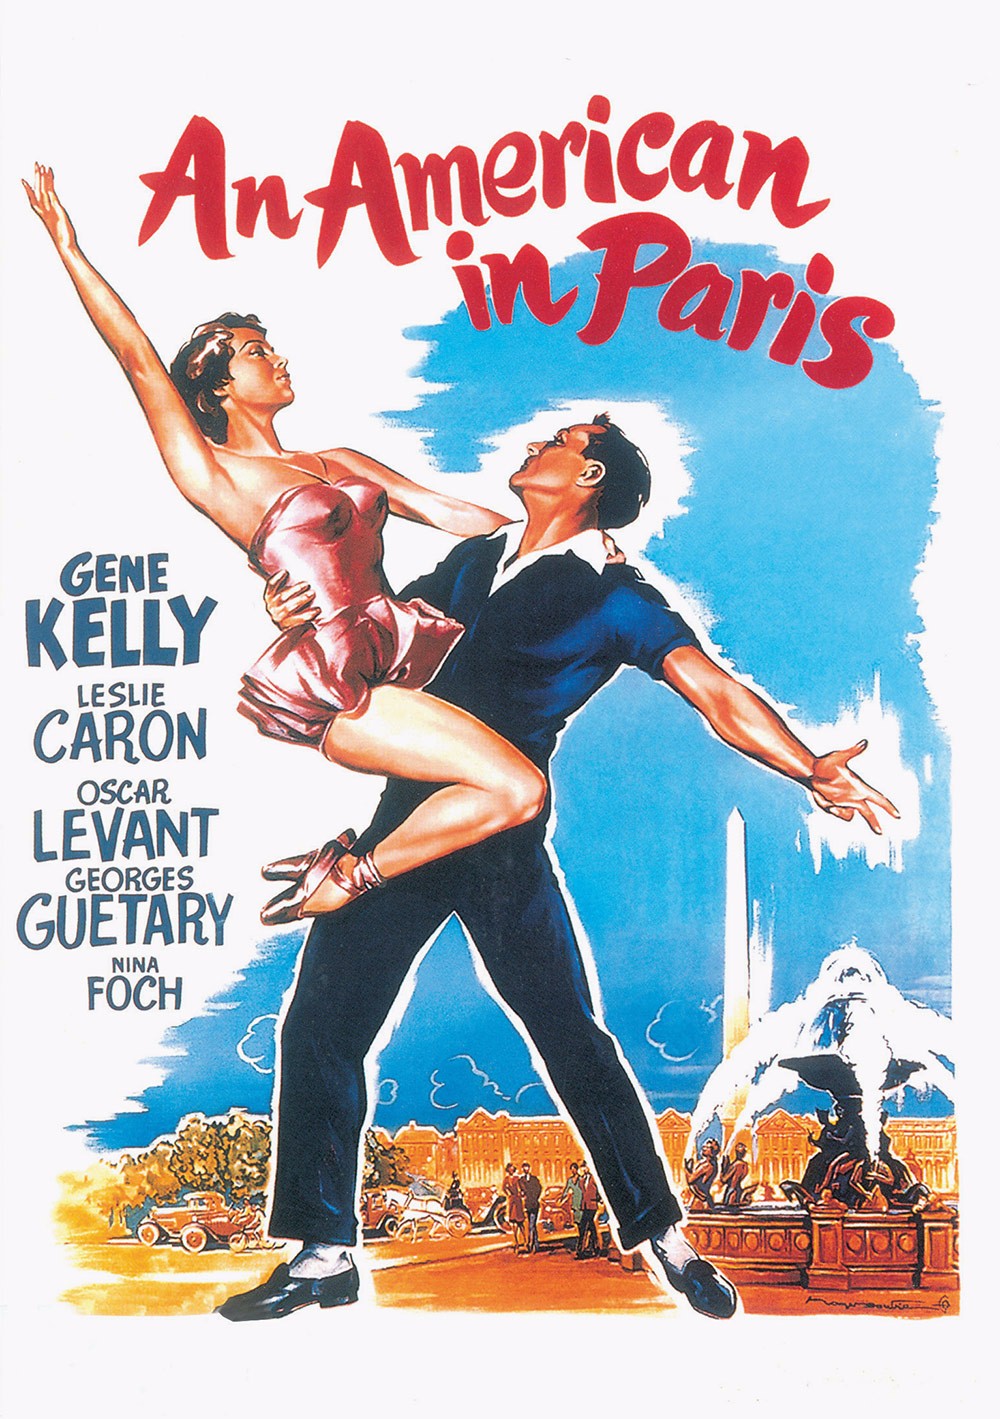 An American
in Paris
GENE
KELLY
LESLIE
CARON
OSCAR
LEVANT
GEORGES
GUETARY
NINA
FOCH